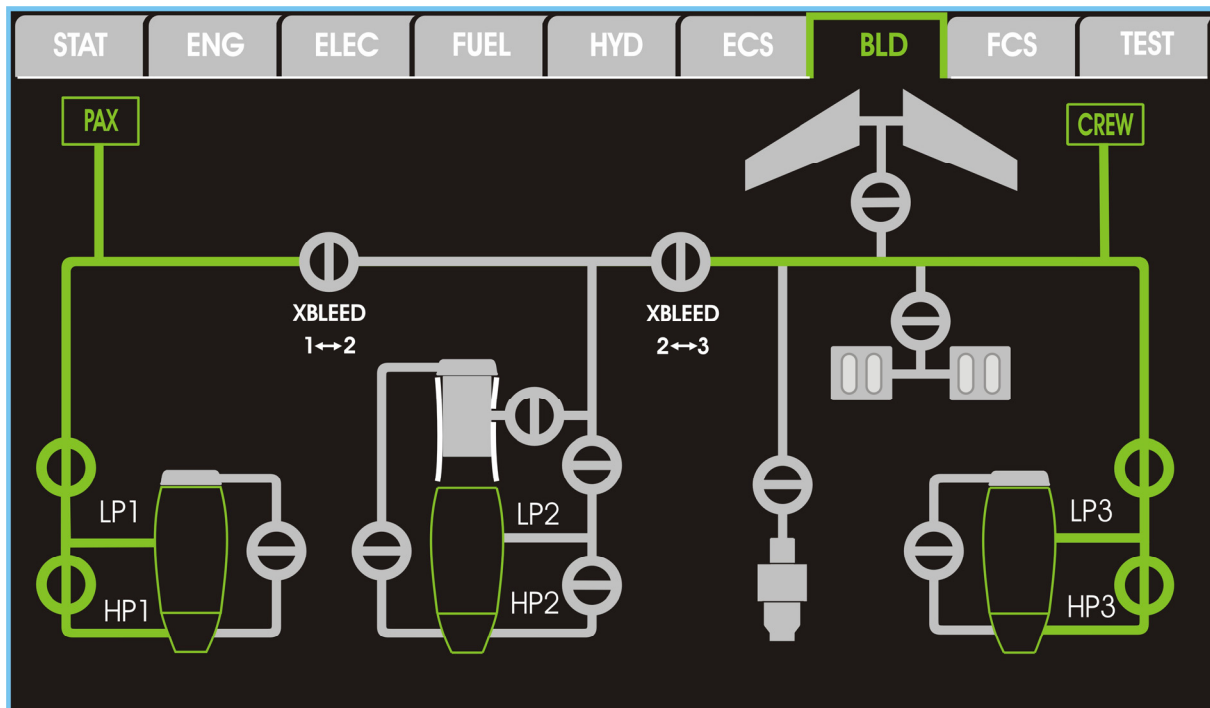 STAT ENG ELEC FUEL HYD ECS BLD FCS TEST
PAX
CREW
XBLEED
1↔2
XBLEED
2↔3
LP1
LP2
LP3
HP1
HP2
HP3